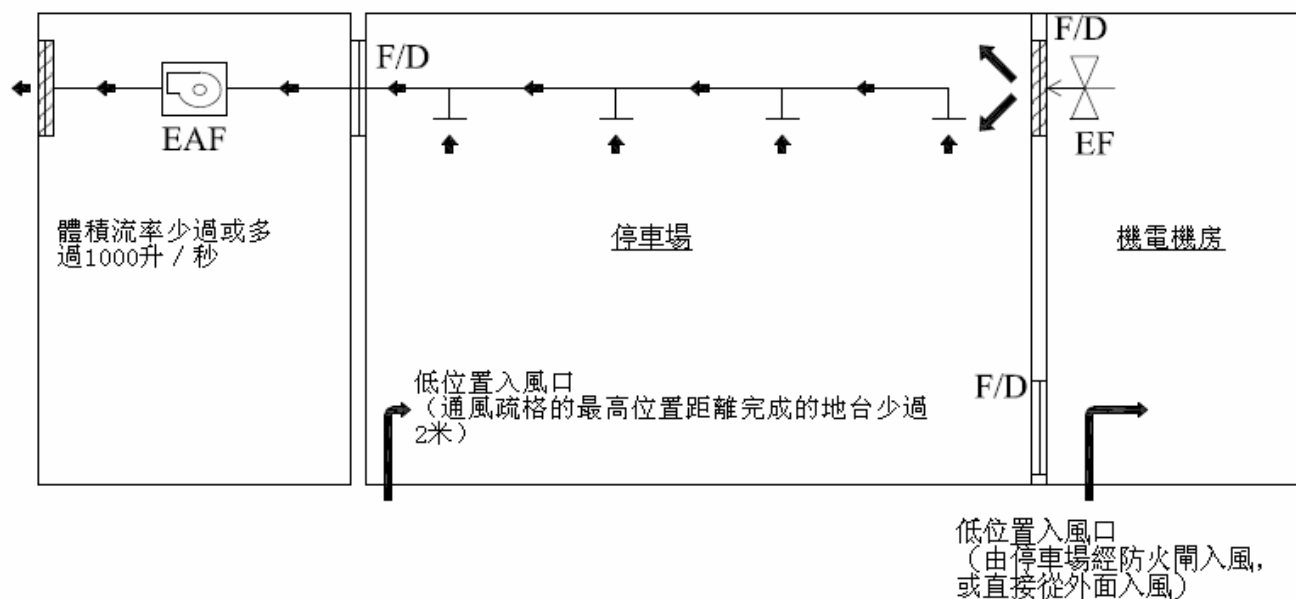 F/D
F/D
EAF
EF
體積流率少過或多
過1000升／秒
停車場
機電機房
低位置入風口
（通風疏格的最高位置距離完成的地台少過
2米）
F/D
低位置入風口
（由停車場經防火閘入風，
或直接從外面入風）